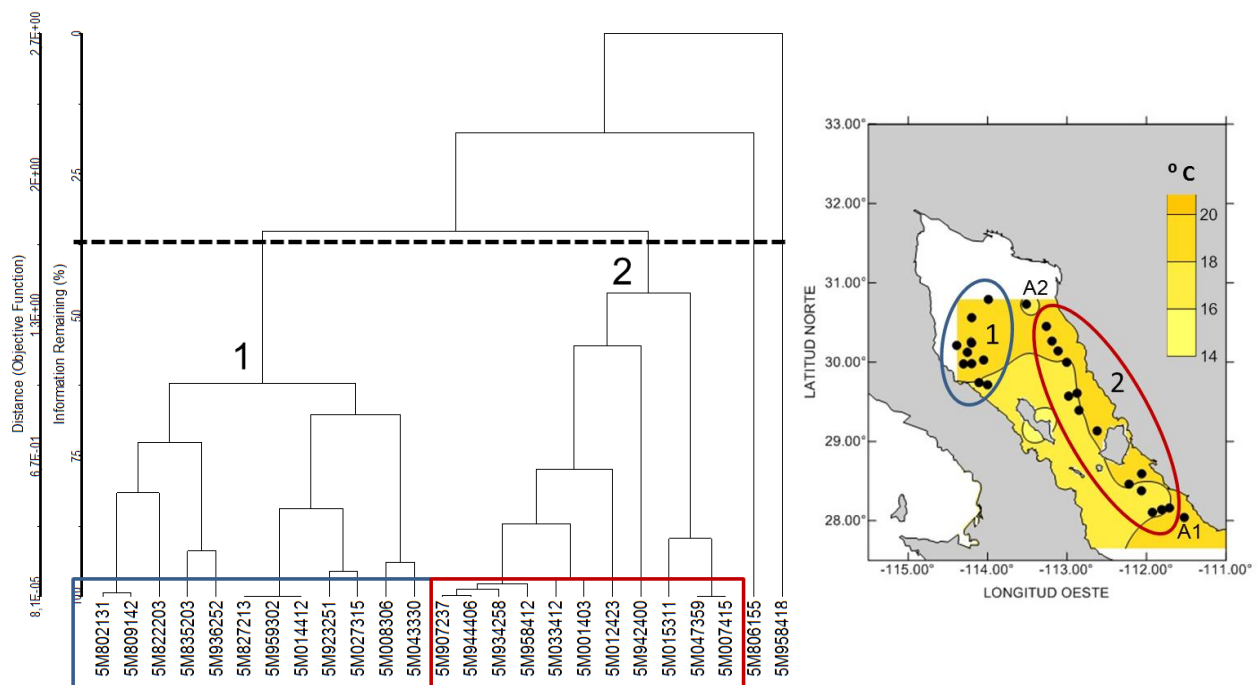 2.7E+00
2E+00
1.3E+00
6.7E-01
8.1E-05
Distance (Objective Function)
0
25
50
75
100
Information Remaining (%)
1
2
5M802131
5M809142
5M822203
5M835203
5M936252
5M827213
5M959302
5M014412
5M923251
5M027315
5M008306
5M043330
5M907237
5M944406
5M934258
5M958412
5M033412
5M001403
5M012423
5M942400
5M015311
5M047359
5M007415
5M806155
5M958418
33.00°
32.00°
31.00°
30.00°
29.00°
28.00°
LATITUD NORTE
º C
20
18
16
14
A2
1
2
A1
-115.00° -114.00° -113.00° -112.00° -111.00°
LONGITUD OESTE